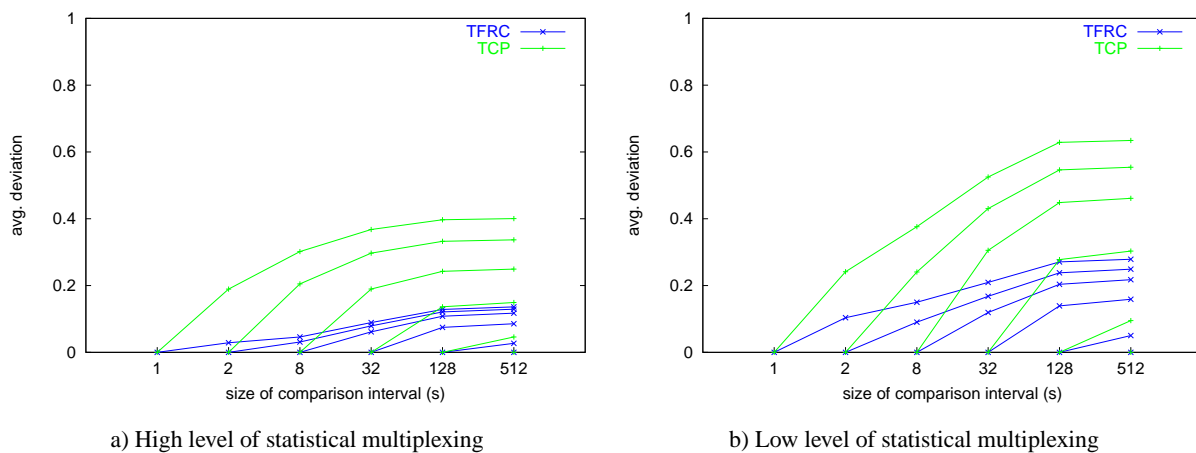 1
0.8
0.6
0.4
0.2
0
avg. deviation
1 2 8 32 128 512
size of comparison interval (s)
TFRC
TCP
a) High level of statistical multiplexing
1
0.8
0.6
0.4
0.2
0
avg. deviation
1 2 8 32 128 512
size of comparison interval (s)
TFRC
TCP
b) Low level of statistical multiplexing